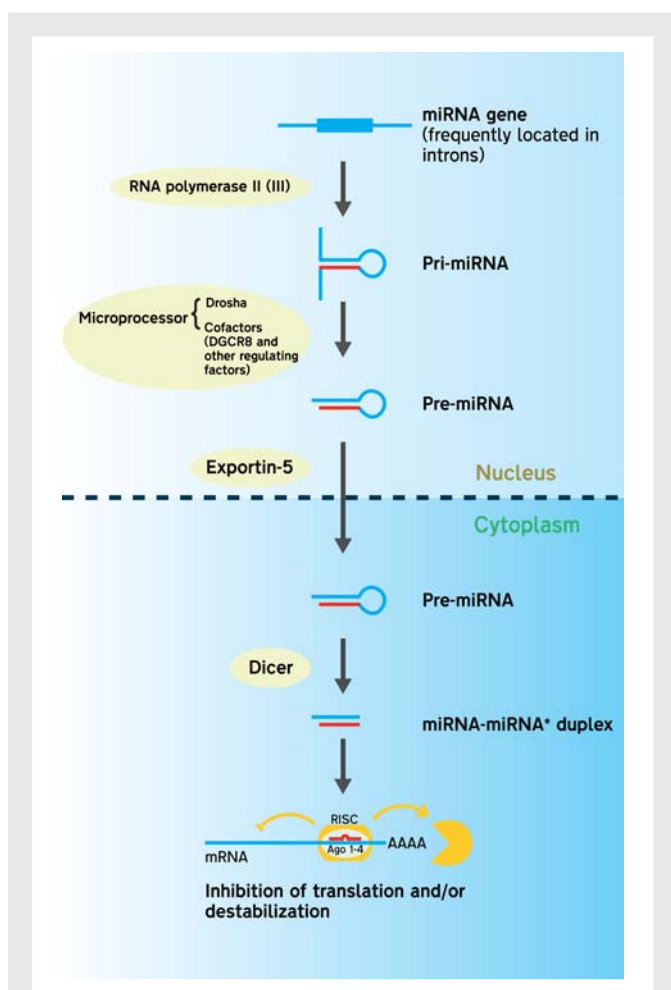 miRNA gene
(frequently located in
introns)
RNA polymerase II (III)
Pri-miRNA
Microprocessor {
Drosha
Cofactors
(DGCR8 and
other regulating
factors)
Pre-miRNA
Exportin-5
Nucleus
Cytoplasm
Pre-miRNA
Dicer
miRNA-miRNA* duplex
RISC
Ago 1-4
AAAA
mRNA
Inhibition of translation and/or
destabilization